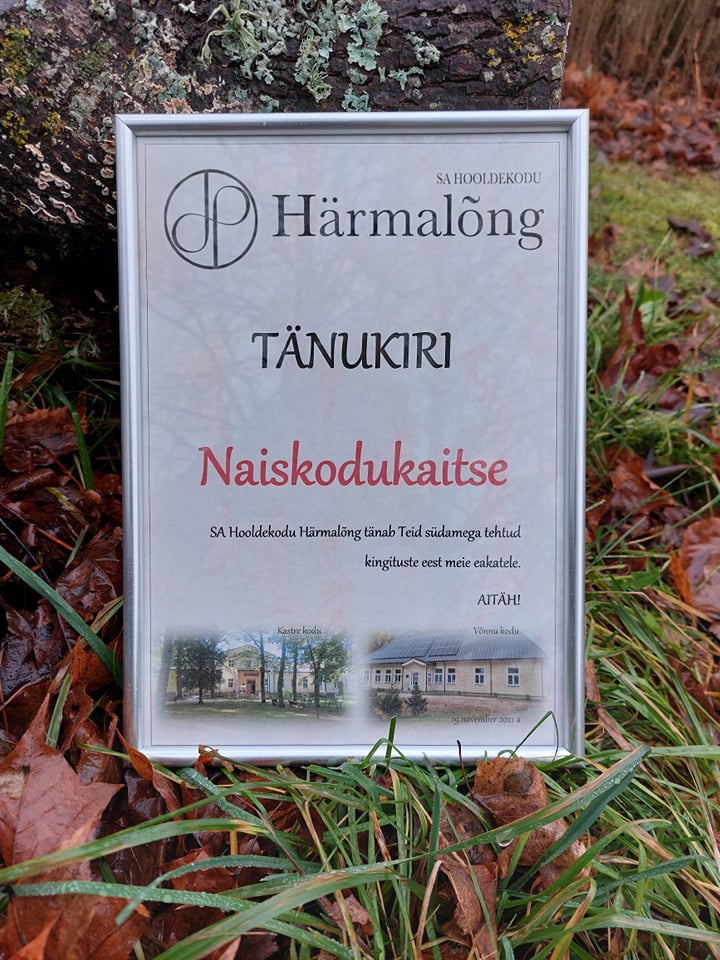 SA HOOLDEKODU
Härmalõng
TÄNUKIRI
Naiskodukaitse
SA Hooldekodu Härmalõng tänab Teid südamega tehtud
kingituste eest meie eakatele.
AITÄH!
Kastre kodu
Võnnu kodu
19.november 2021 a